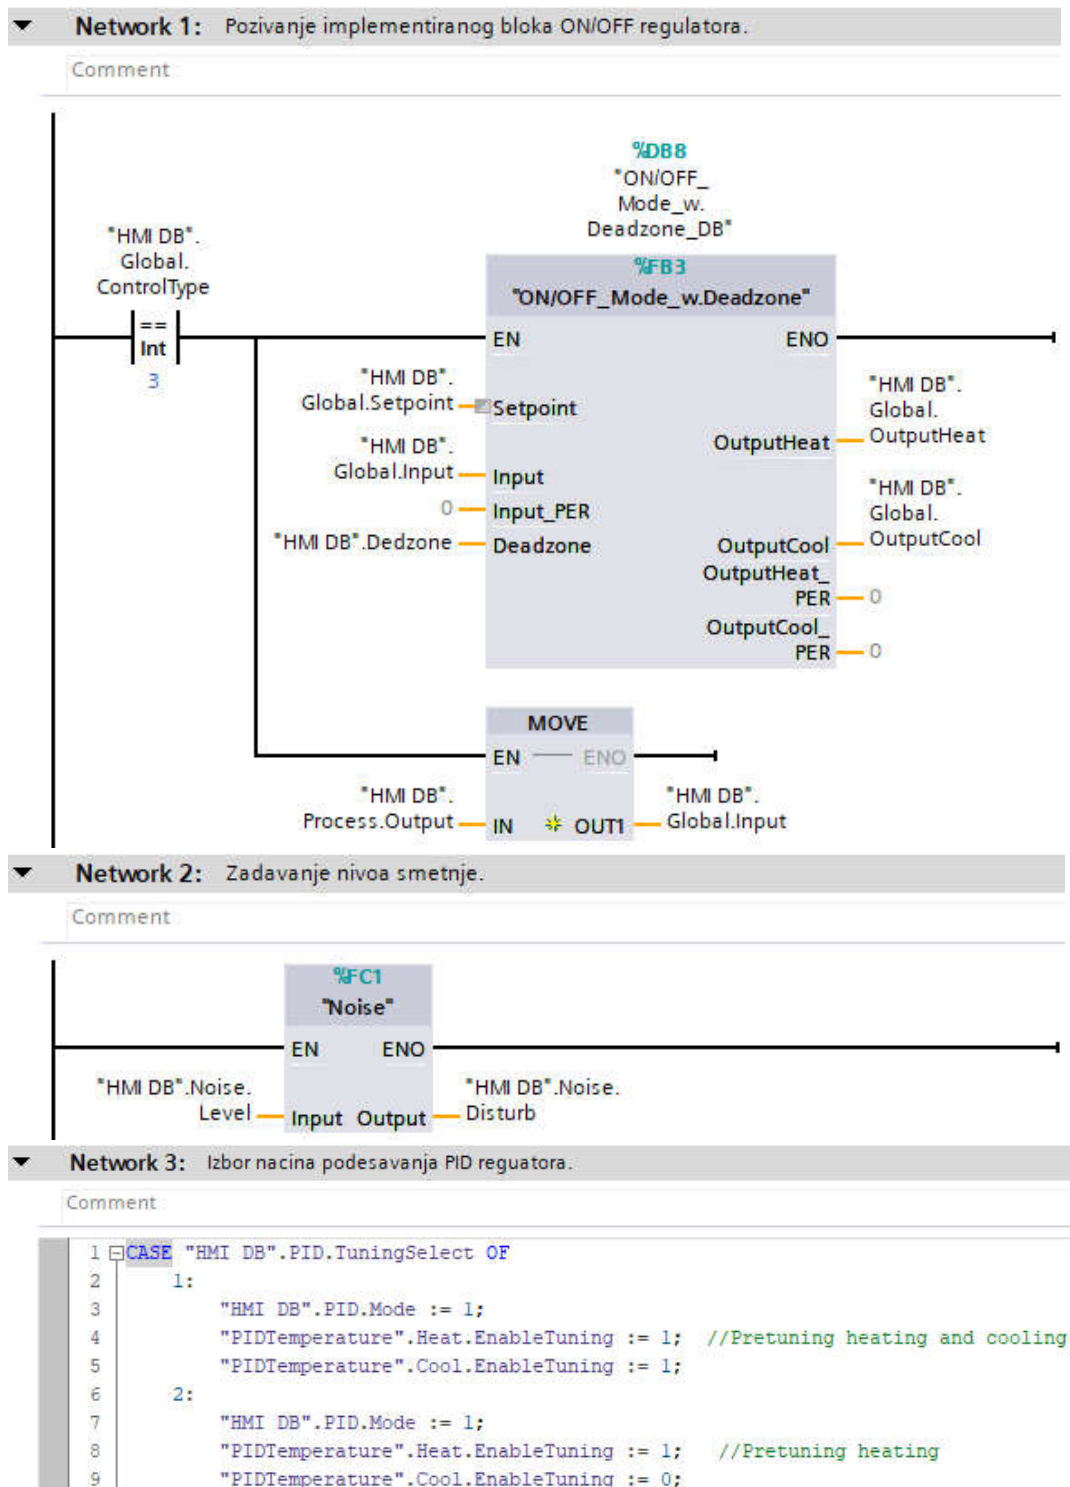 Network 1: Pozivanje implementiranog bloka ON/OFF regulatora.
Comment
%DB8
"ON/OFF_
Mode_w.
Deadzone_DB"
"HMI DB".
Global.
ControlType
==
Int
3
%FB3
"ON/OFF_Mode_w.Deadzone"
EN
ENO
"HMI DB".
Global.Setpoint
Setpoint
"HMI DB".
Global.Input
Input
0
Input_PER
"HMI DB".Dedzone
Deadzone
OutputHeat
"HMI DB".
Global.
OutputHeat
OutputCool
"HMI DB".
Global.
OutputCool
OutputHeat_
PER
0
OutputCool_
PER
0
MOVE
EN
ENO
"HMI DB".
Process.Output
IN
OUT1
"HMI DB".
Global.Input
Network 2: Zadavanje nivoa smetnje.
Comment
%FC1
"Noise"
EN
ENO
"HMI DB".Noise.
Level
Input
Output
"HMI DB".Noise.
Disturb
Network 3: Izbor nacina podesavanja PID reguatora.
Comment
1 CASE "HMI DB".PID.TuningSelect OF
2 1:
3 "HMI DB".PID.Mode := 1;
4 "PIDTemperature".Heat.EnableTuning := 1; //Pretuning heating and cooling
5 "PIDTemperature".Cool.EnableTuning := 1;
6 2:
7 "HMI DB".PID.Mode := 1;
8 "PIDTemperature".Heat.EnableTuning := 1; //Pretuning heating
9 "PIDTemperature".Cool.EnableTuning := 0;